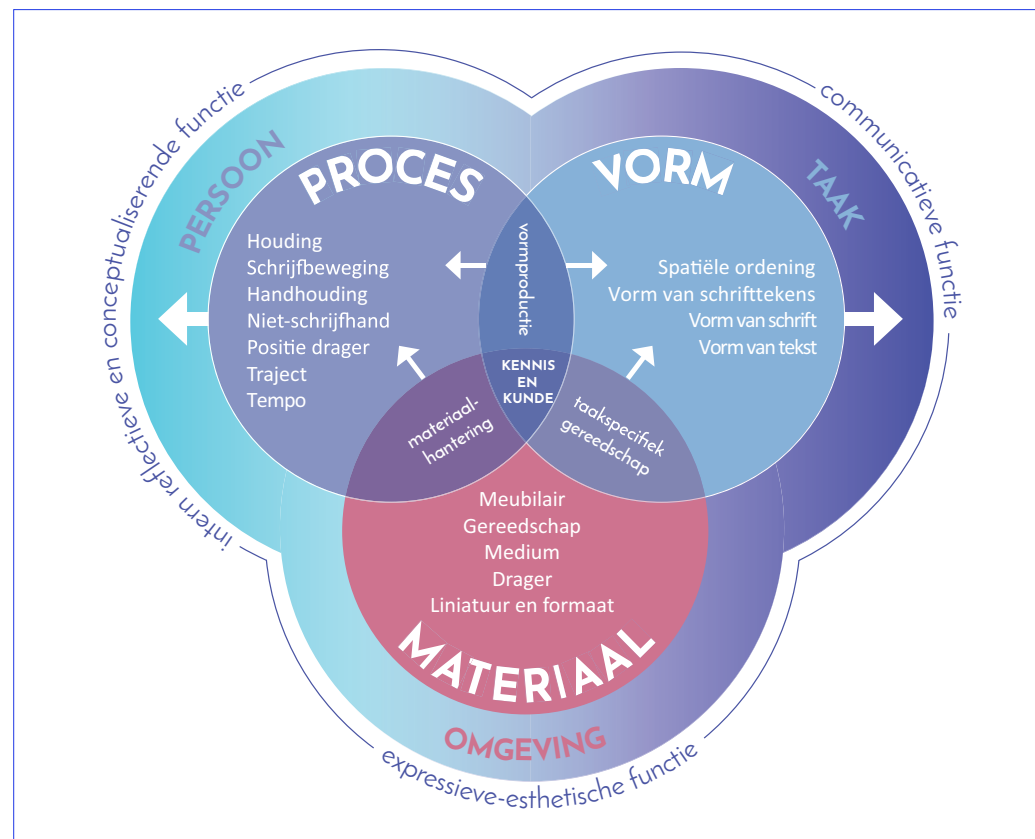 intern reflectieve en conceptualiserende functie
communicatieve functie
PERSOON
TAAK
PROCES
VORM
Houding
Schrijfbeweging
Handhouding
Niet-schrijfhand
Positie drager
Traject
Tempo
vormproductie
Spatiële ordening
Vorm van schrifttekens
Vorm van schrift
Vorm van tekst
KENNIS
EN
KUNDE
materiaal-
hantering
taakspecifiek
gereedschap
Meubilair
Gereedschap
Medium
Drager
Liniatuur en formaat
MATERIAAL
OMGEVING
expressieve-esthetische functie